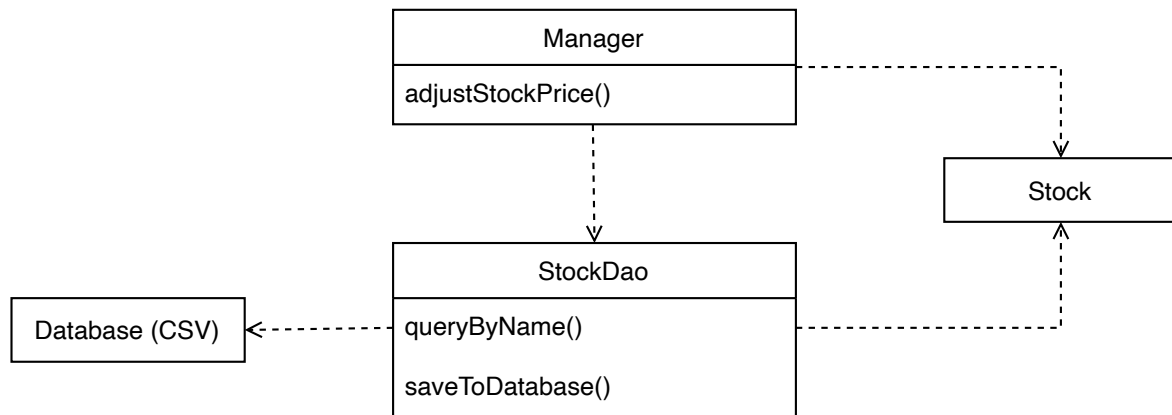 Manager
adjustStockPrice()
Stock
StockDao
Database (CSV)
queryByName()
saveToDatabase()